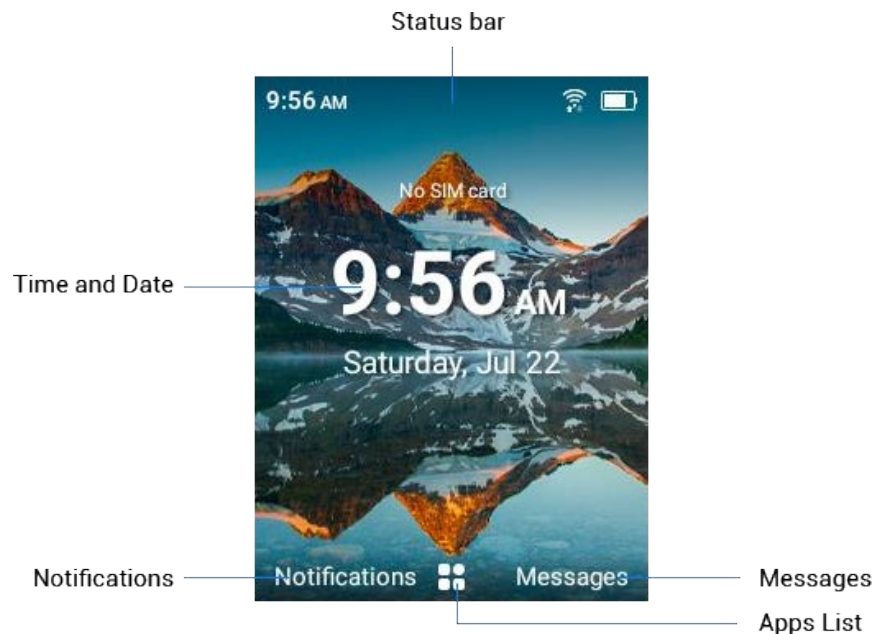 Status bar
9:56 AM
No SIM card
Time and Date
9:56 AM
Saturday, Jul 22
Notifications
Notifications
Messages
Messages
Apps List